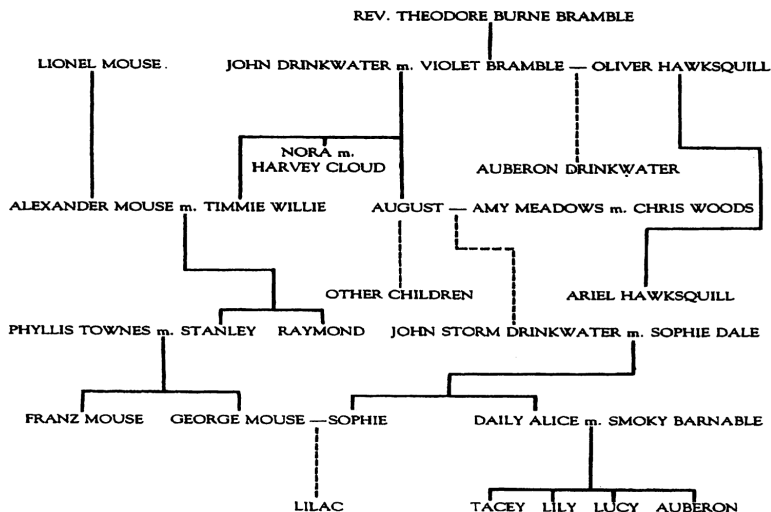 REV. THEODORE BURNE BRAMBLE
LIONEL MOUSE.
JOHN DRINKWATER m. VIOLET BRAMBLE — OLIVER HAWKSQUILL
NORA m.
HARVEY CLOUD
AUBERON DRINKWATER
ALEXANDER MOUSE m. TIMMIE WILLIE
AUGUST — AMY MEADOWS m. CHRIS WOODS
OTHER CHILDREN
ARIEL HAWKSQUILL
PHYLLIS TOWNES m. STANLEY
RAYMOND
JOHN STORM DRINKWATER m. SOPHIE DALE
FRANZ MOUSE
GEORGE MOUSE — SOPHIE
DAILY ALICE m. SMOKY BARNABLE
LILAC
TACEY
LILY
LUCY
AUBERON